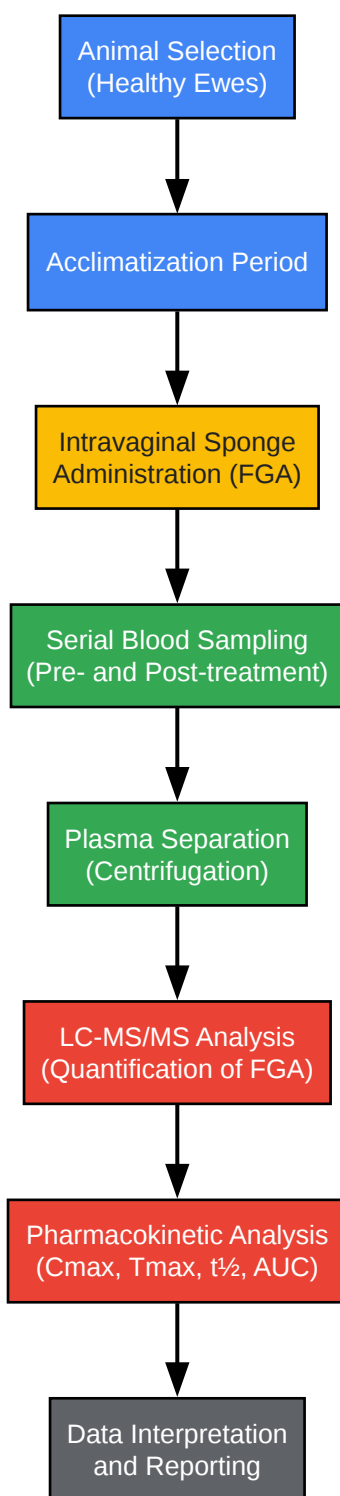 Animal Selection
(Healthy Ewes)
Acclimatization Period
Intravaginal Sponge
Administration (FGA)
Serial Blood Sampling
(Pre- and Post-treatment)
Plasma Separation
(Centrifugation)
LC-MS/MS Analysis
(Quantification of FGA)
Pharmacokinetic Analysis
(Cmax, Tmax, t½, AUC)
Data Interpretation
and Reporting